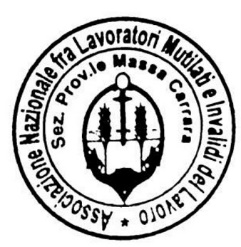 Associazione Nazionale fra Lavoratori Mutilati e Invalidi del Lavoro
Sez. Prov.le Massa Carrara